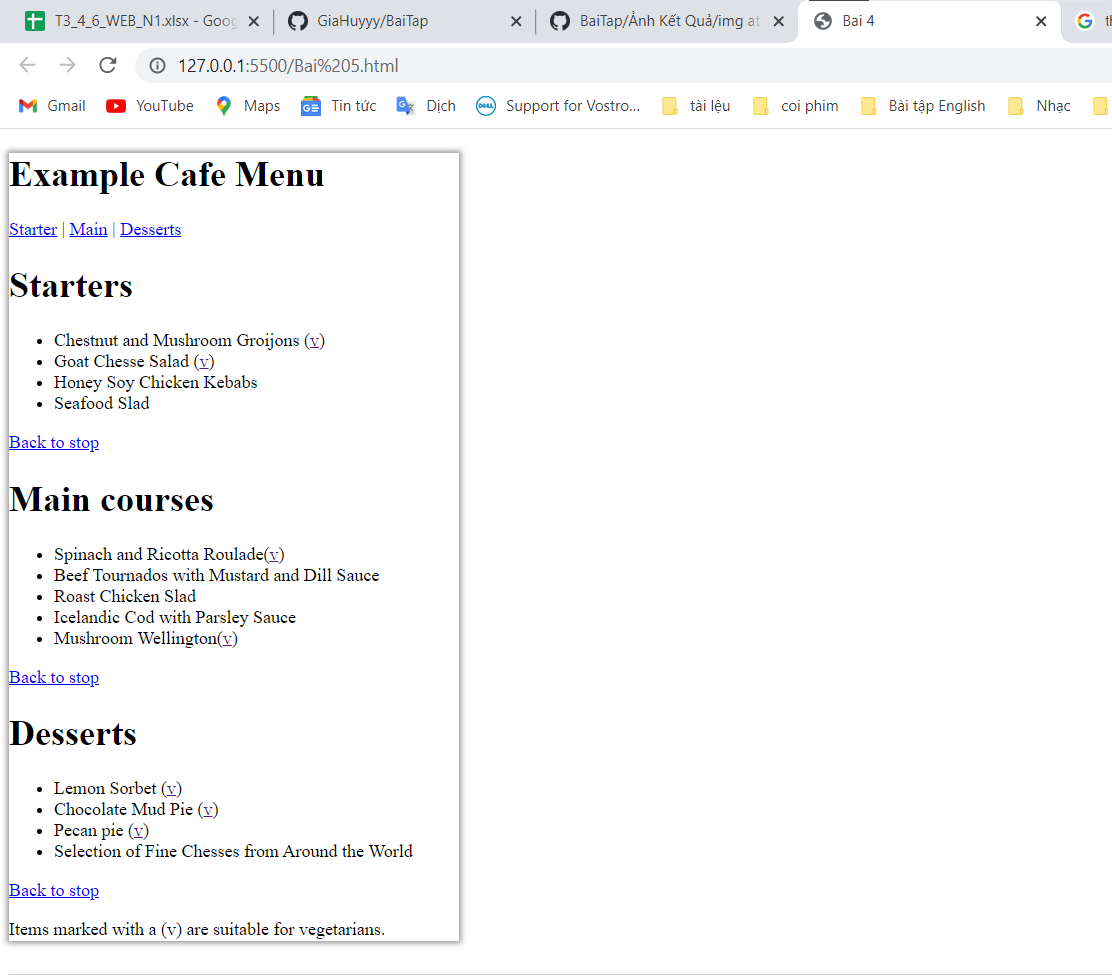 T3_4_6_WEB_N1.xlsx - Goog
GiaHuyyy/BaiTap
BaiTap/Ảnh Kết Quả/img at
Bai 4
th
127.0.0.1:5500/Bai%205.html
Gmail
YouTube
Maps
Tin tức
Dịch
Support for Vostro...
tài lệu
coi phim
Bài tập English
Nhạc
Example Cafe Menu
Starter | Main | Desserts
Starters
• Chestnut and Mushroom Groijons (v)
• Goat Chesse Salad (v)
• Honey Soy Chicken Kebabs
• Seafood Slad
Back to stop
Main courses
• Spinach and Ricotta Roulade(v)
• Beef Tournados with Mustard and Dill Sauce
• Roast Chicken Slad
• Icelandic Cod with Parsley Sauce
• Mushroom Wellington(v)
Back to stop
Desserts
• Lemon Sorbet (v)
• Chocolate Mud Pie (v)
• Pecan pie (v)
• Selection of Fine Chesses from Around the World
Back to stop
Items marked with a (v) are suitable for vegetarians.